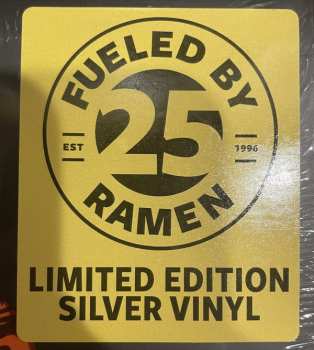 FUELED BY
25
EST 1996
RAMEN
LIMITED EDITION
SILVER VINYL